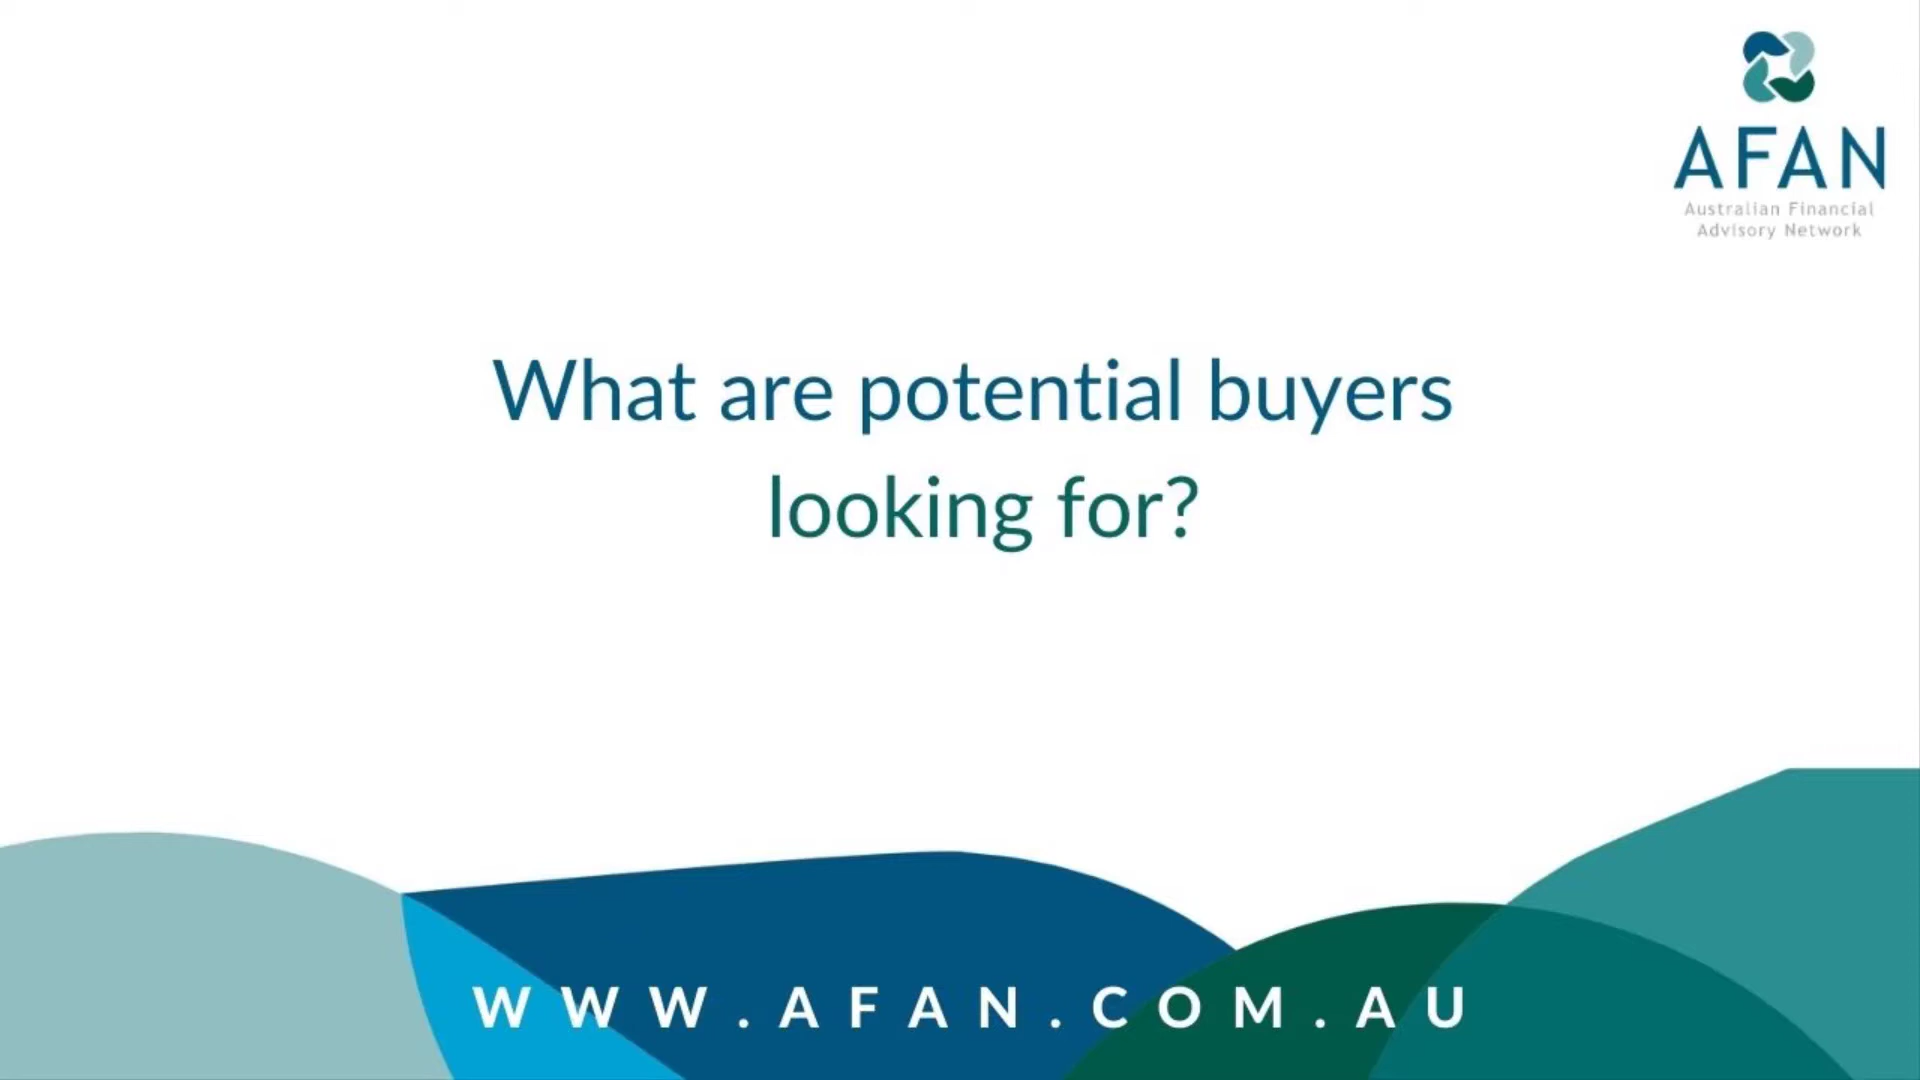 AFAN
Australian Financial
Advisory Network
What are potential buyers
looking for?
WWW.AFAN.COM.AU